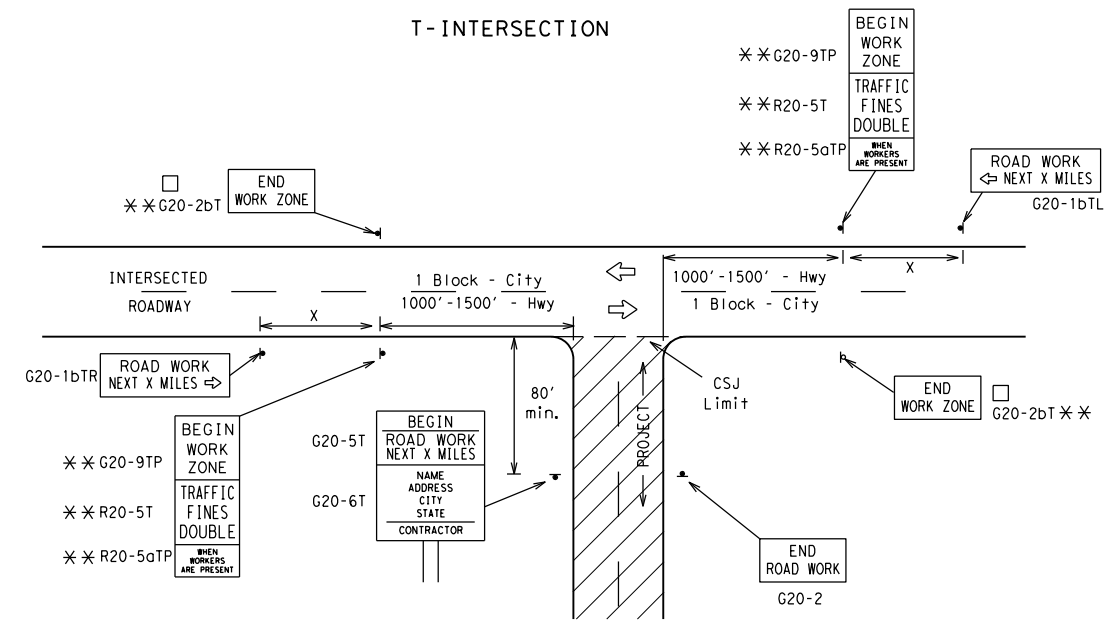 T-INTERSECTION
BEGIN
WORK
ZONE
TRAFFIC
FINES
DOUBLE
WHEN
WORKERS
ARE PRESENT
**G20-9TP
**R20-5T
**R20-5aTP
ROAD WORK
⇦ NEXT X MILES
G20-1bTL
END
WORK ZONE
□
**G20-2bT
INTERSECTED
ROADWAY
1 Block - City
1000'-1500' - Hwy
1000'-1500' - Hwy
1 Block - City
X
X
G20-1bTR
ROAD WORK
NEXT X MILES ⇨
80'
min.
PROJECT
CSJ
Limit
END
WORK ZONE
□
G20-2bT **
BEGIN
WORK
ZONE
TRAFFIC
FINES
DOUBLE
WHEN
WORKERS
ARE PRESENT
**G20-9TP
**R20-5T
**R20-5aTP
G20-5T
BEGIN
ROAD WORK
NEXT X MILES
G20-6T
NAME
ADDRESS
CITY
STATE
CONTRACTOR
END
ROAD WORK
G20-2